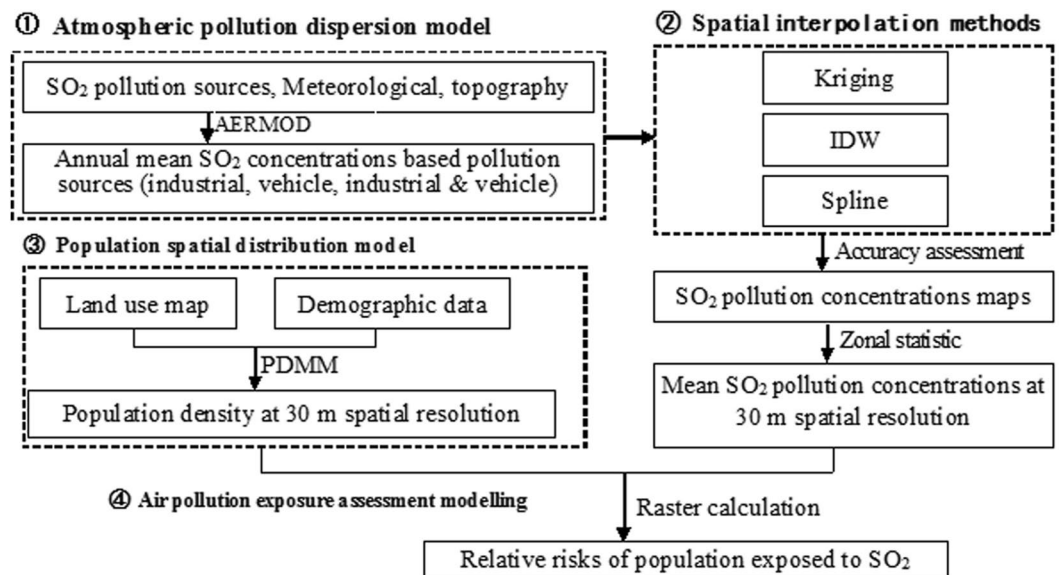 ① Atmospheric pollution dispersion model
SO₂ pollution sources, Meteorological, topography
AERMOD
Annual mean SO₂ concentrations based pollution
sources (industrial, vehicle, industrial & vehicle)
② Spatial interpolation methods
Kriging
IDW
Spline
Accuracy assessment
SO₂ pollution concentrations maps
Zonal statistic
Mean SO₂ pollution concentrations at
30 m spatial resolution
③ Population spatial distribution model
Land use map
Demographic data
PDMM
Population density at 30 m spatial resolution
④ Air pollution exposure assessment modelling
Raster calculation
Relative risks of population exposed to SO₂